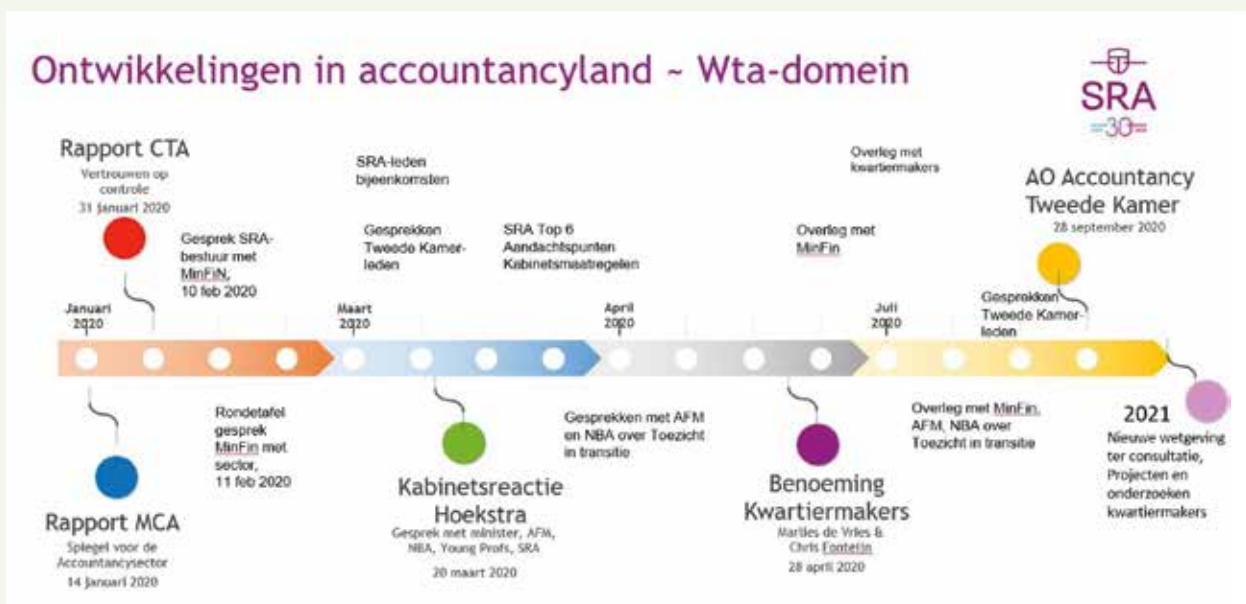 Ontwikkelingen in accountancyland ~ Wta-domein
SRA
30
Rapport CTA
Vertrouwen op
controle
31 januari 2020
Gesprek SRA-
bestuur met
MinFiN,
10 feb 2020
SRA-leden
bijeenkomsten
Gesprekken
Tweede Kamer-
leden
SRA Top 6
Aandachtspunten
Kabinetsmaatregelen
Overleg met
kwartiermakers
Overleg met
MinFin
AO Accountancy
Tweede Kamer
28 september 2020
Gesprekken
Tweede Kamer-
leden
Januari
2020
Maart
2020
April
2020
Juli
2020
Rapport MCA
Spiegel voor de
Accountancysector
14 januari 2020
Rondetafel
gesprek
MinFin met
sector,
11 feb 2020
Kabinetsreactie
Hoekstra
Gesprek met minister, AFM,
NBA, Young Profs, SRA
20 maart 2020
Gesprekken met AFM
en NBA over Toezicht
in transitie
Benoeming
Kwartiermakers
Marlies de Vries &
Chris Fonteijn
28 april 2020
Overleg met MinFin,
AFM, NBA over
Toezicht in transitie
2021
Nieuwe wetgeving
ter consultatie,
Projecten en
onderzoeken
kwartiermakers